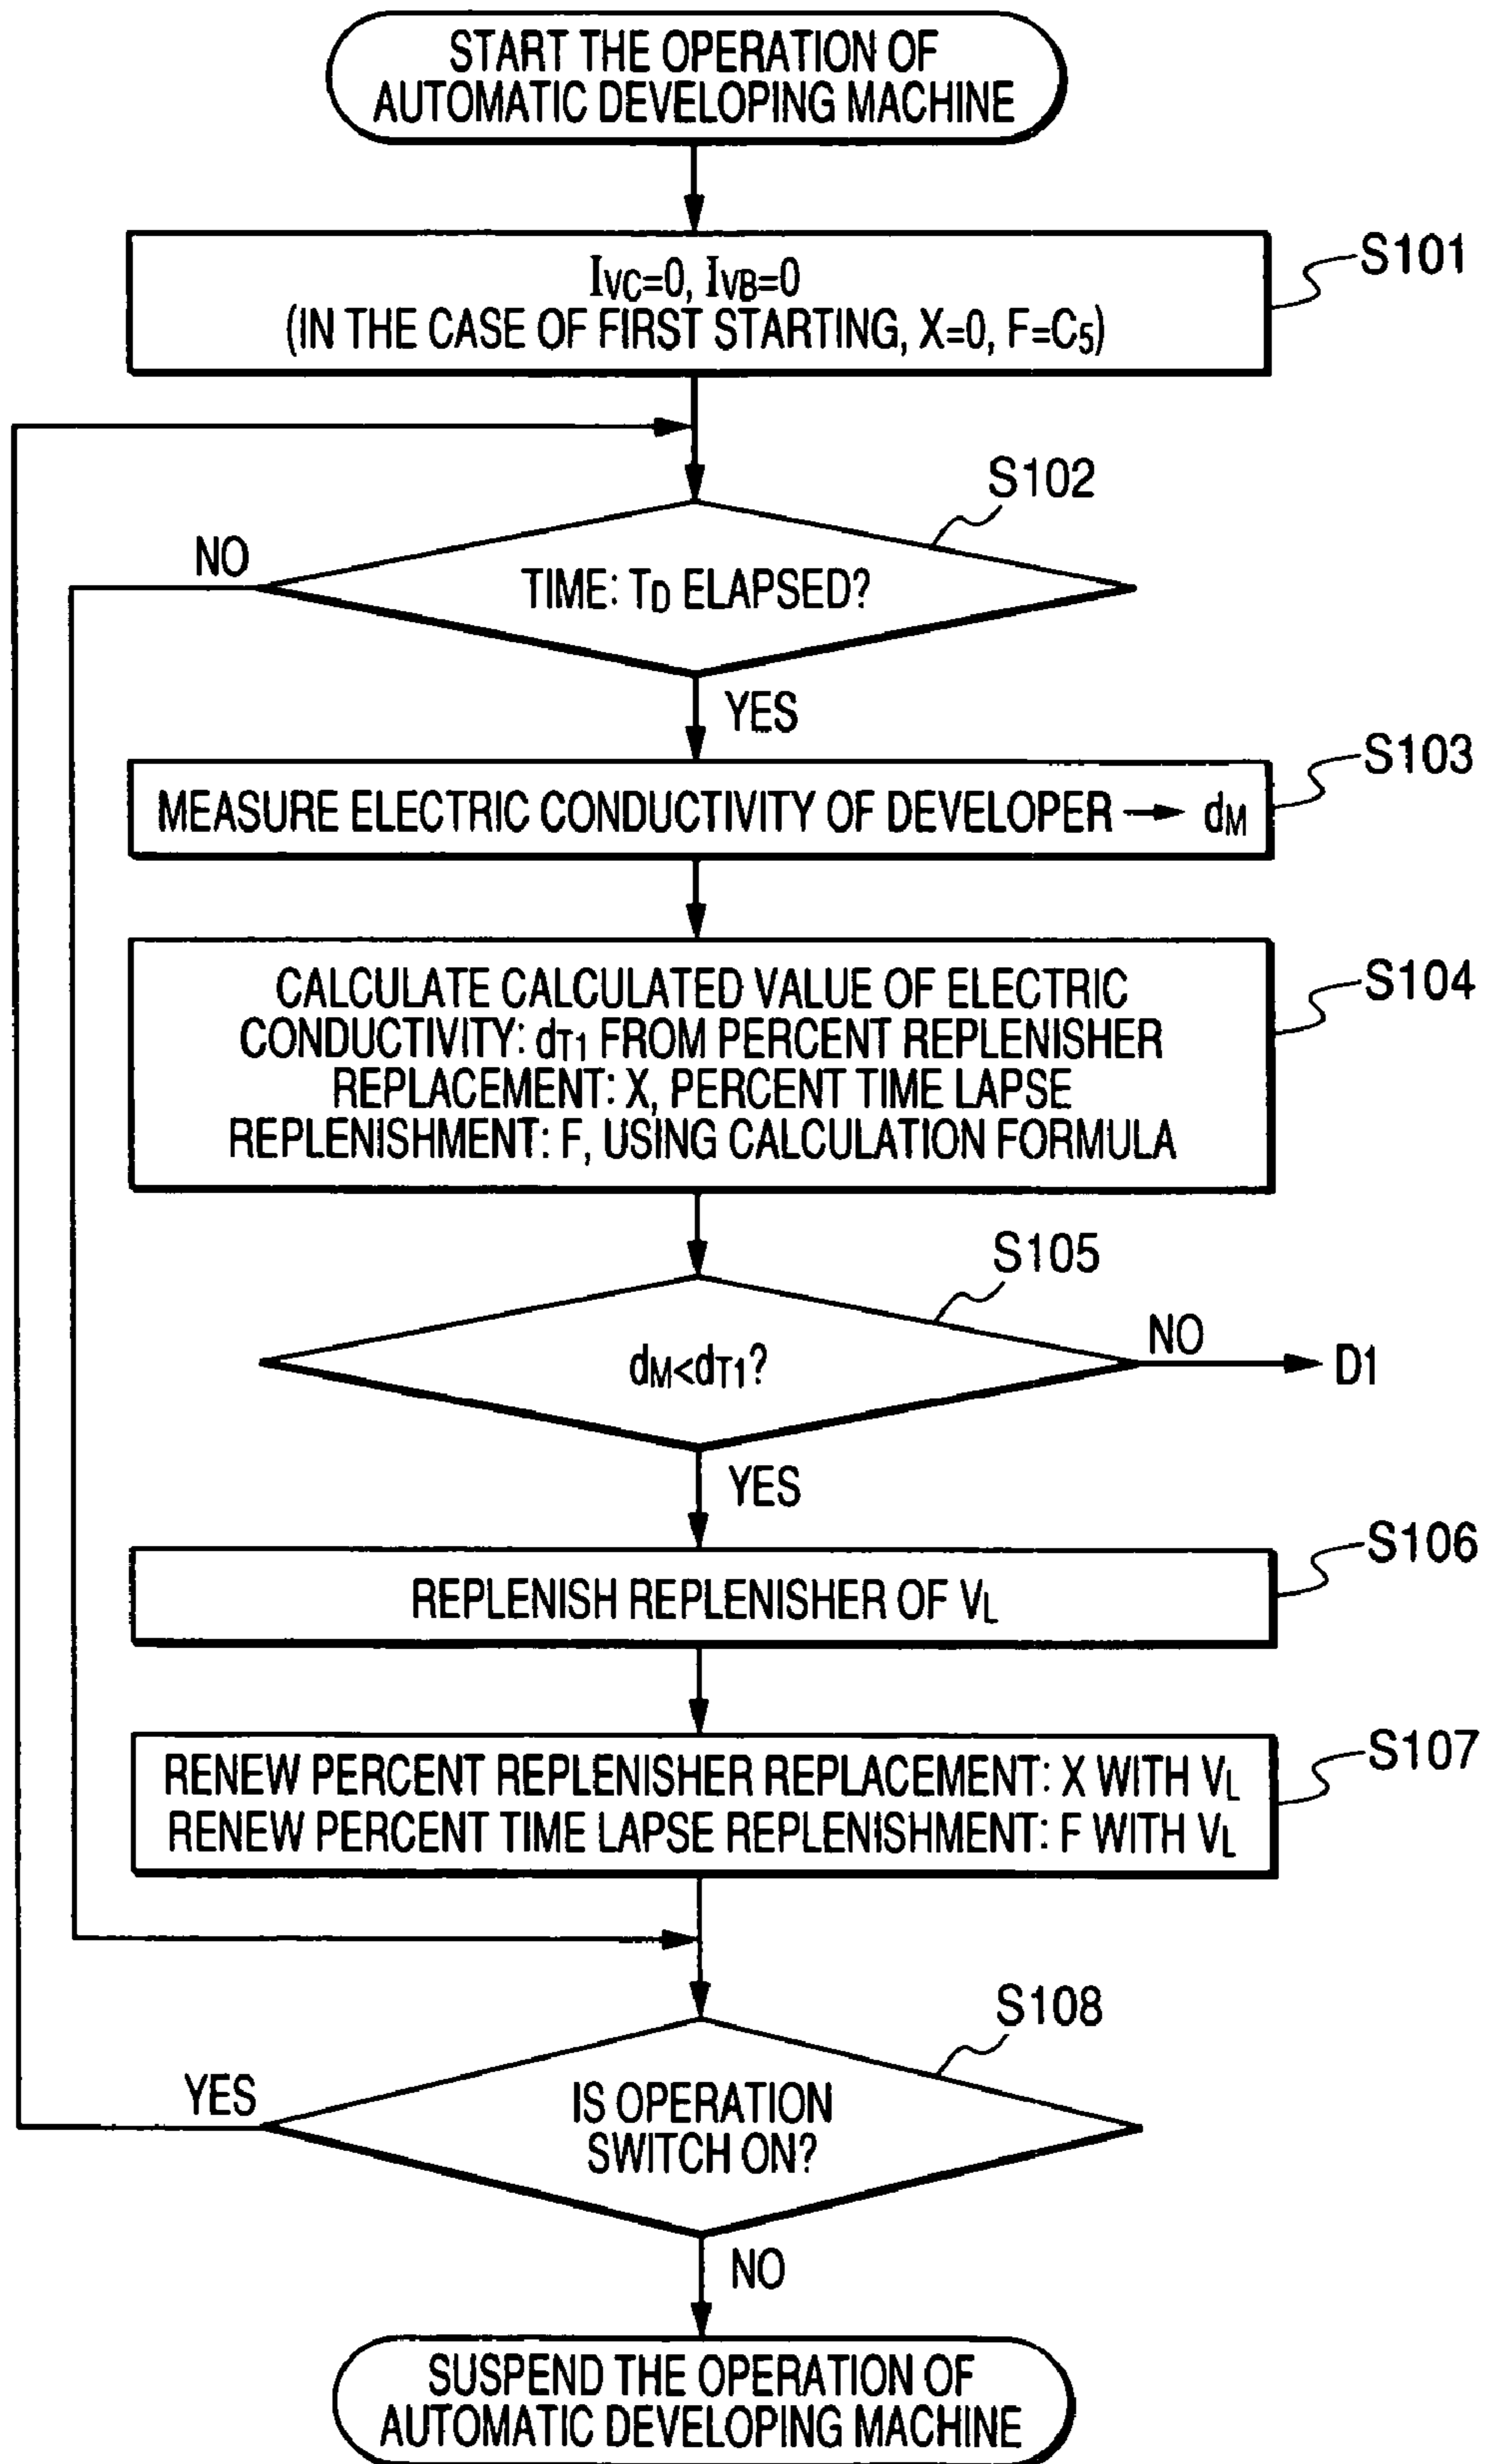 START THE OPERATION OF
AUTOMATIC DEVELOPING MACHINE
IVC=0, IVB=0
(IN THE CASE OF FIRST STARTING, X=0, F=C5)
S101
S102
NO
TIME: TD ELAPSED?
YES
S103
MEASURE ELECTRIC CONDUCTIVITY OF DEVELOPER → dM
S104
CALCULATE CALCULATED VALUE OF ELECTRIC
CONDUCTIVITY: dT1 FROM PERCENT REPLENISHER
REPLACEMENT: X, PERCENT TIME LAPSE
REPLENISHMENT: F, USING CALCULATION FORMULA
S105
dM<dT1?
NO
D1
YES
S106
REPLENISH REPLENISHER OF VL
S107
RENEW PERCENT REPLENISHER REPLACEMENT: X WITH VL
RENEW PERCENT TIME LAPSE REPLENISHMENT: F WITH VL
S108
YES
IS OPERATION
SWITCH ON?
NO
SUSPEND THE OPERATION OF
AUTOMATIC DEVELOPING MACHINE